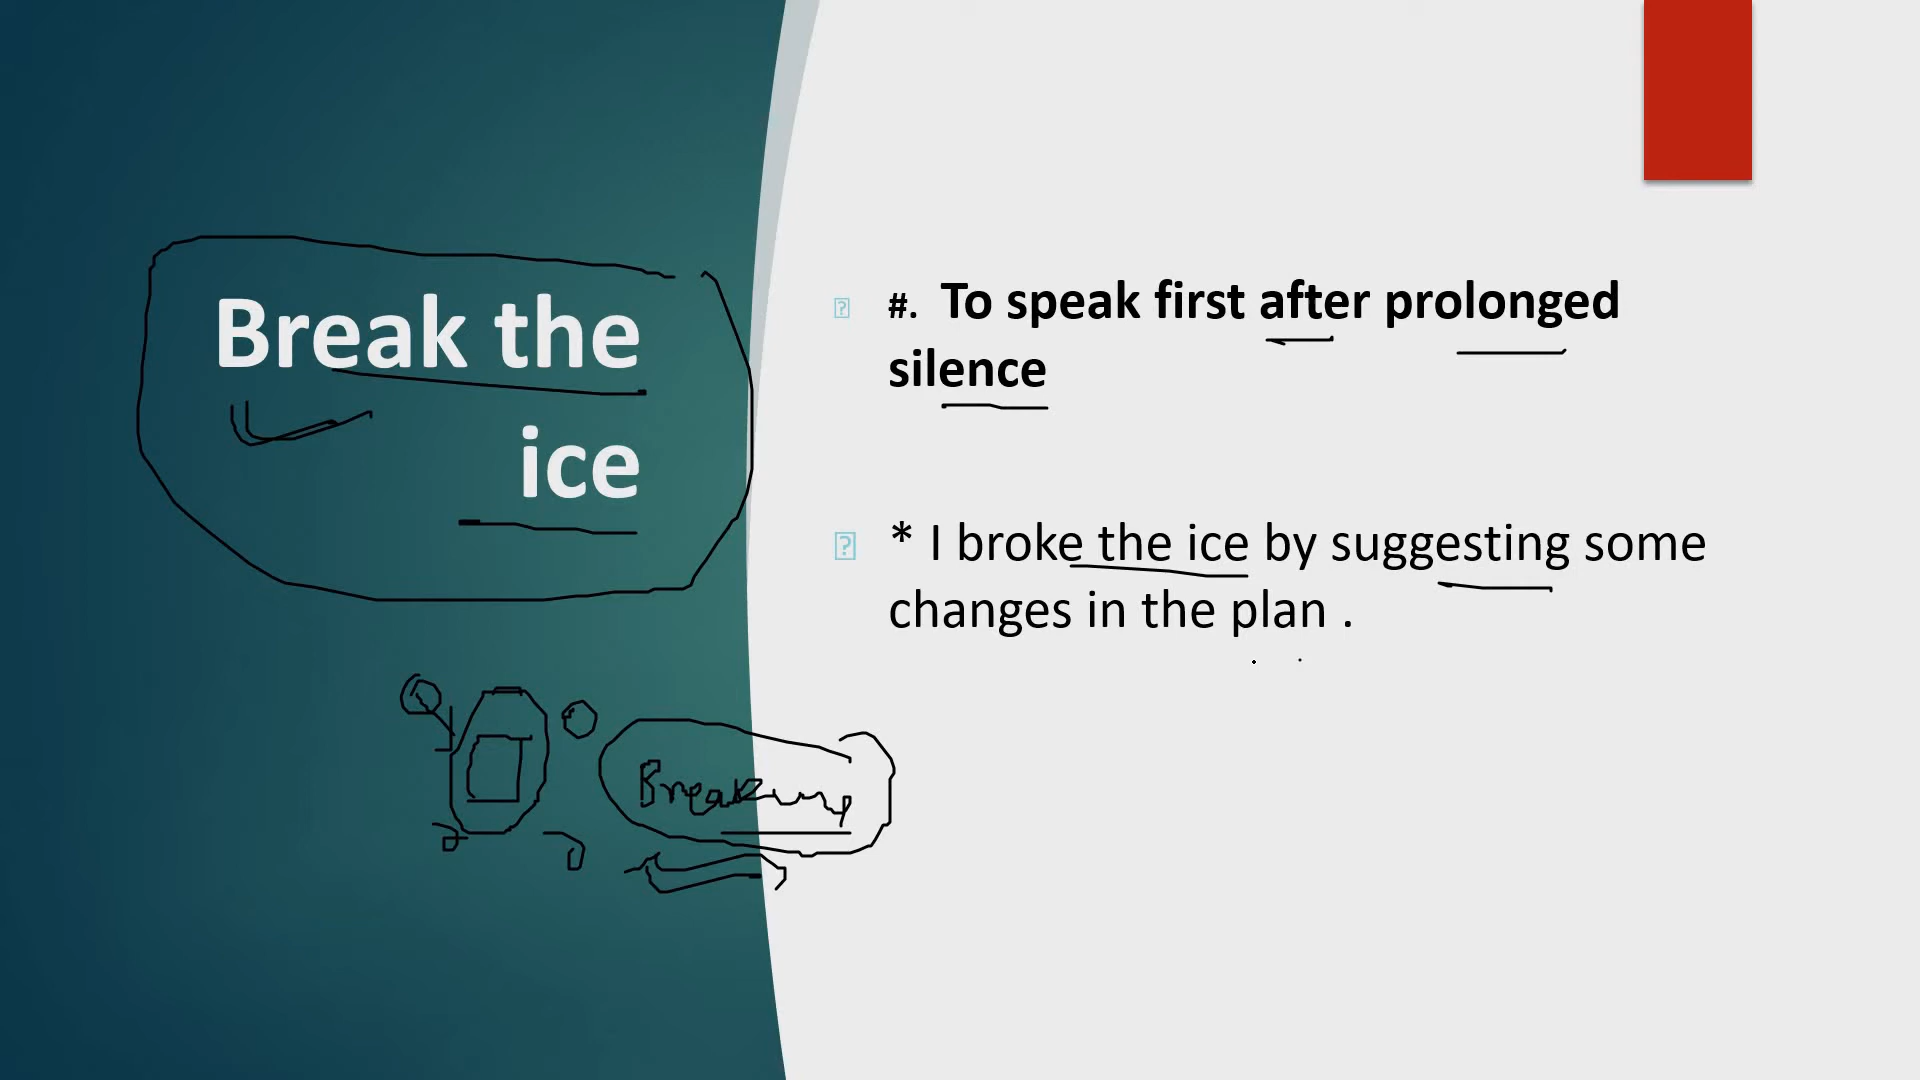 Break the
ice
#. To speak first after prolonged
silence
* I broke the ice by suggesting some
changes in the plan .